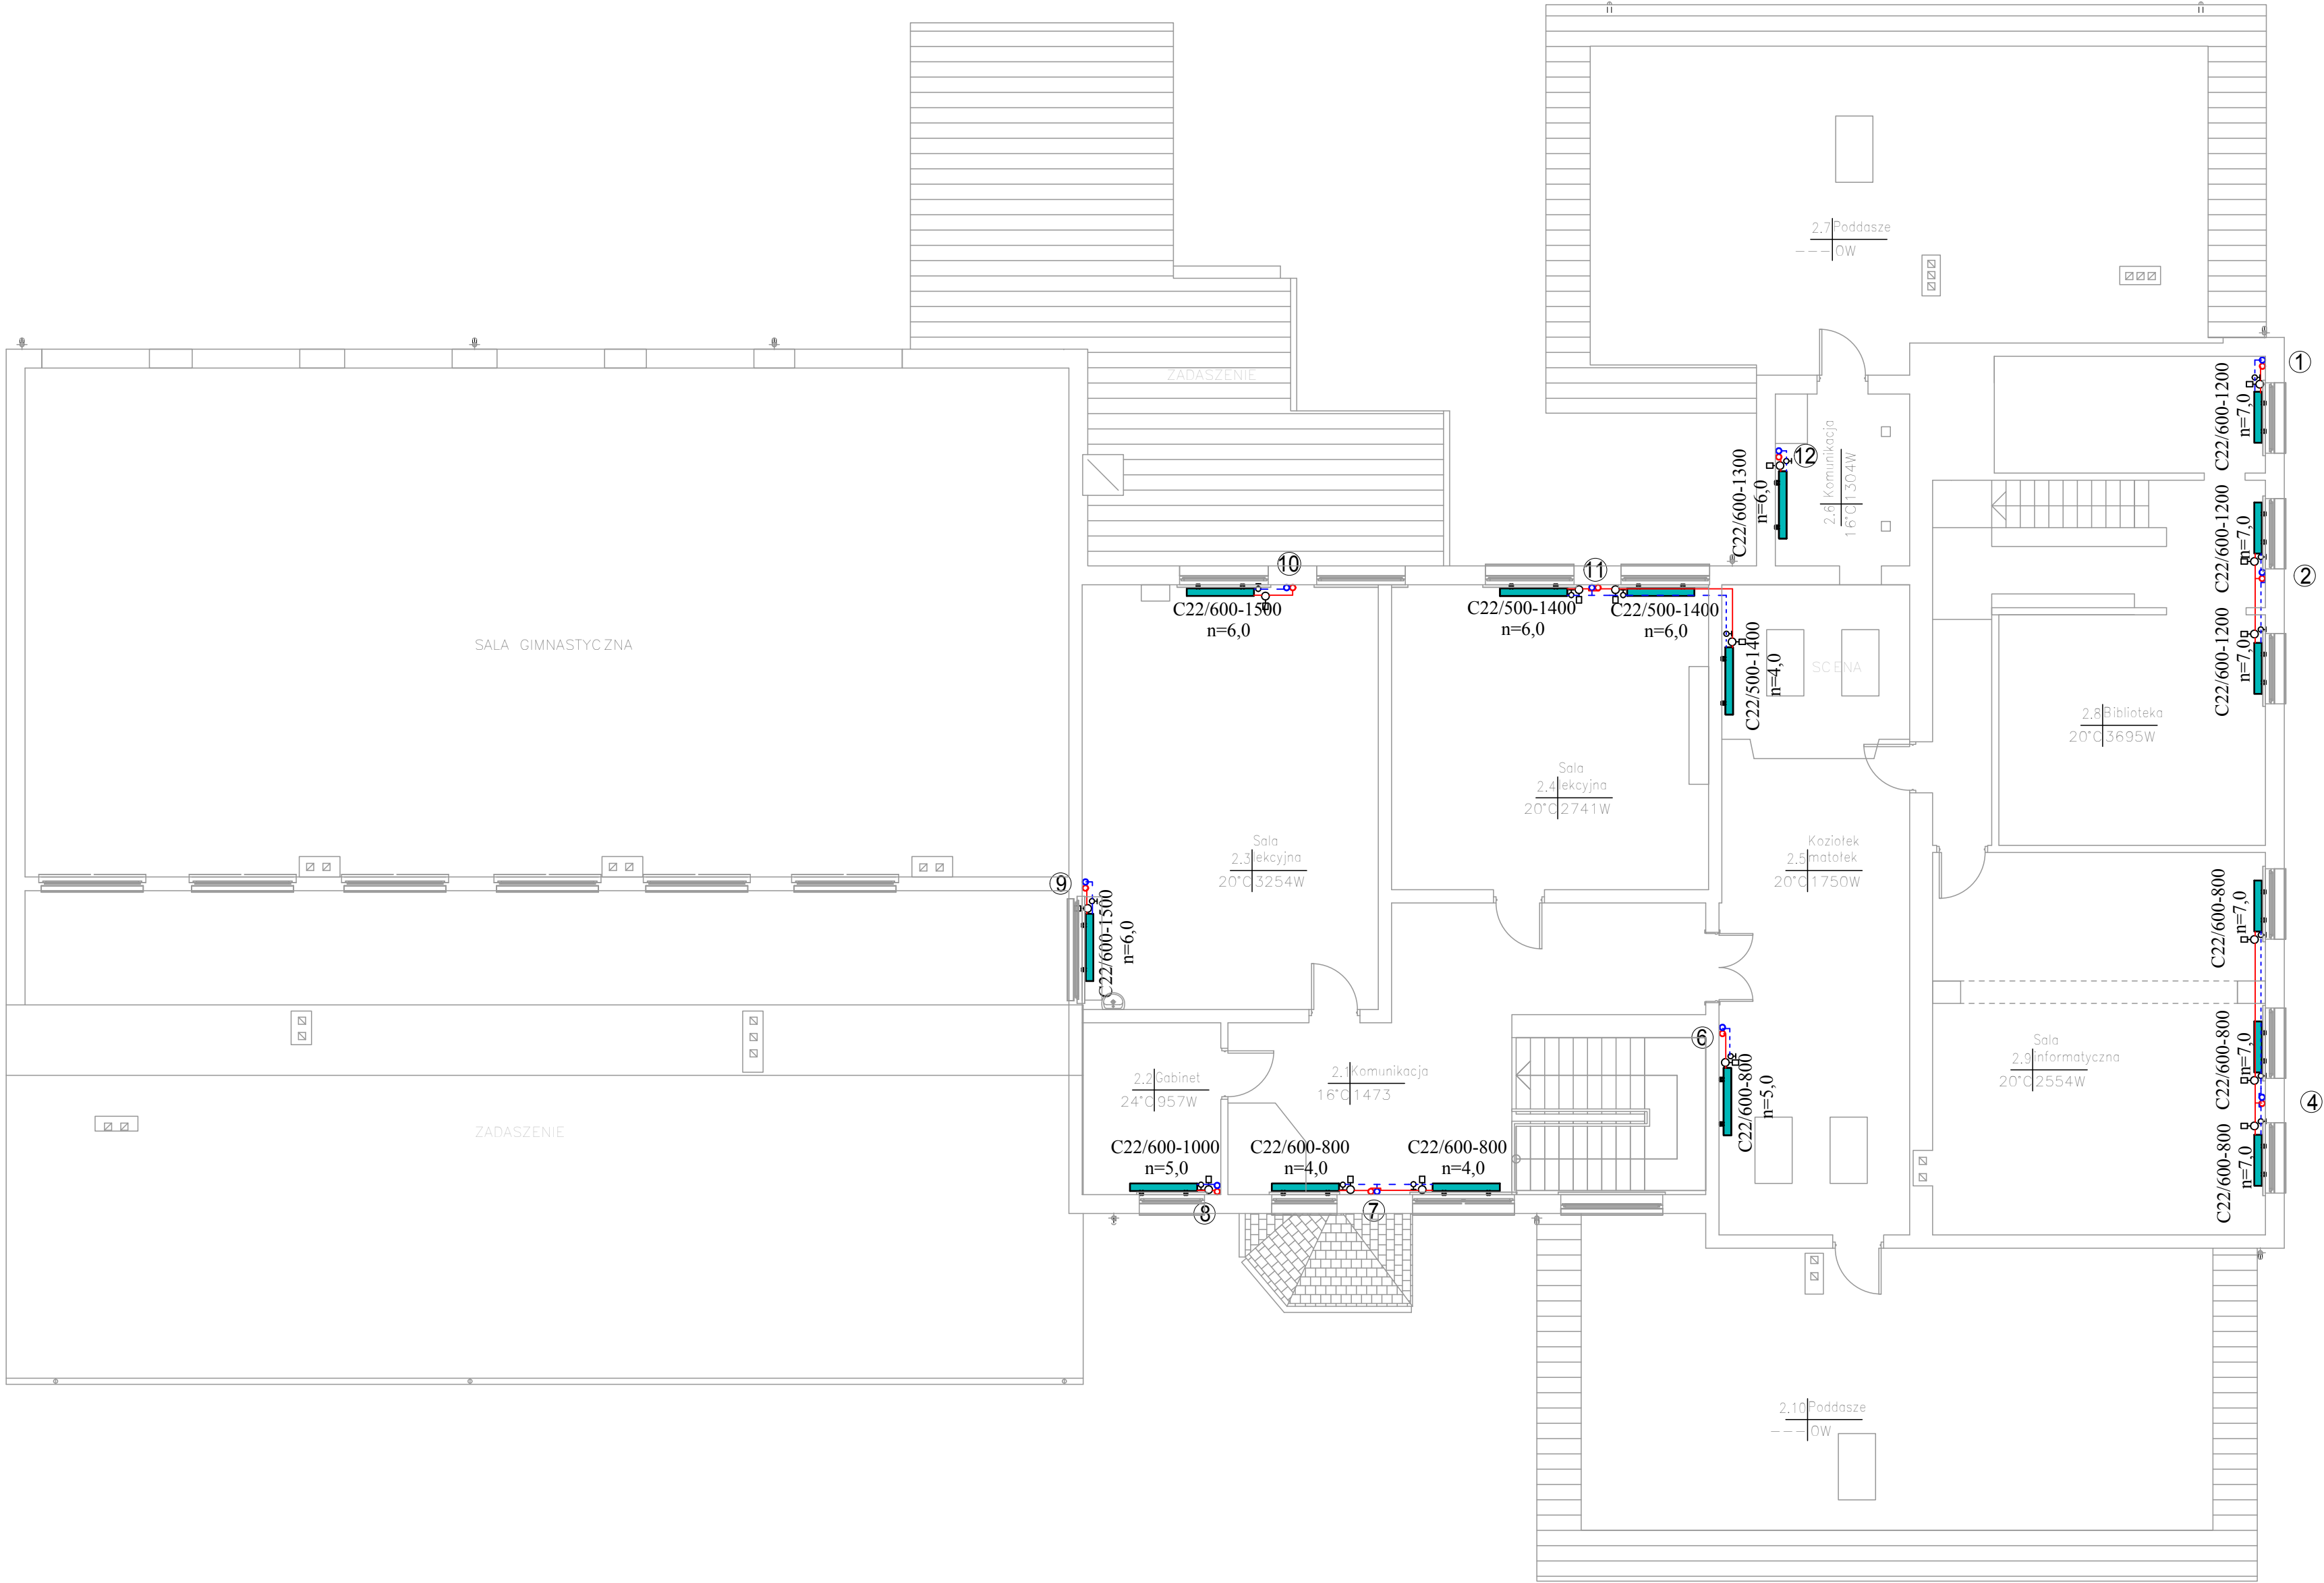 2.7 Poddasze
--- 0W
1
C22/600-1200
n=7,0
ZADASZENIE
12
C22/600-1300
n=6,0
2.6 Komunikacja
16°C 1304W
C22/600-1200
n=7,0
2
10
C22/600-1500
n=6,0
11
C22/500-1400
n=6,0
C22/500-1400
n=6,0
C22/500-1400
n=4,0
SCENA
C22/600-1200
n=7,0
SALA GIMNASTYCZNA
2.8 Biblioteka
20°C 3695W
Sala
2.4 lekcyjna
20°C 2741W
Sala
2.3 lekcyjna
20°C 3254W
Koziołek
2.5 matołek
20°C 1750W
9
C22/600-1500
n=6,0
C22/600-800
n=7,0
6
C22/600-800
n=5,0
C22/600-800
n=7,0
Sala
2.9 informatyczna
20°C 2554W
2.2 Gabinet
24°C 957W
2.1 Komunikacja
16°C 1473
4
ZADASZENIE
C22/600-1000
n=5,0
C22/600-800
n=4,0
C22/600-800
n=4,0
C22/600-800
n=7,0
8
7
2.10 Poddasze
--- 0W